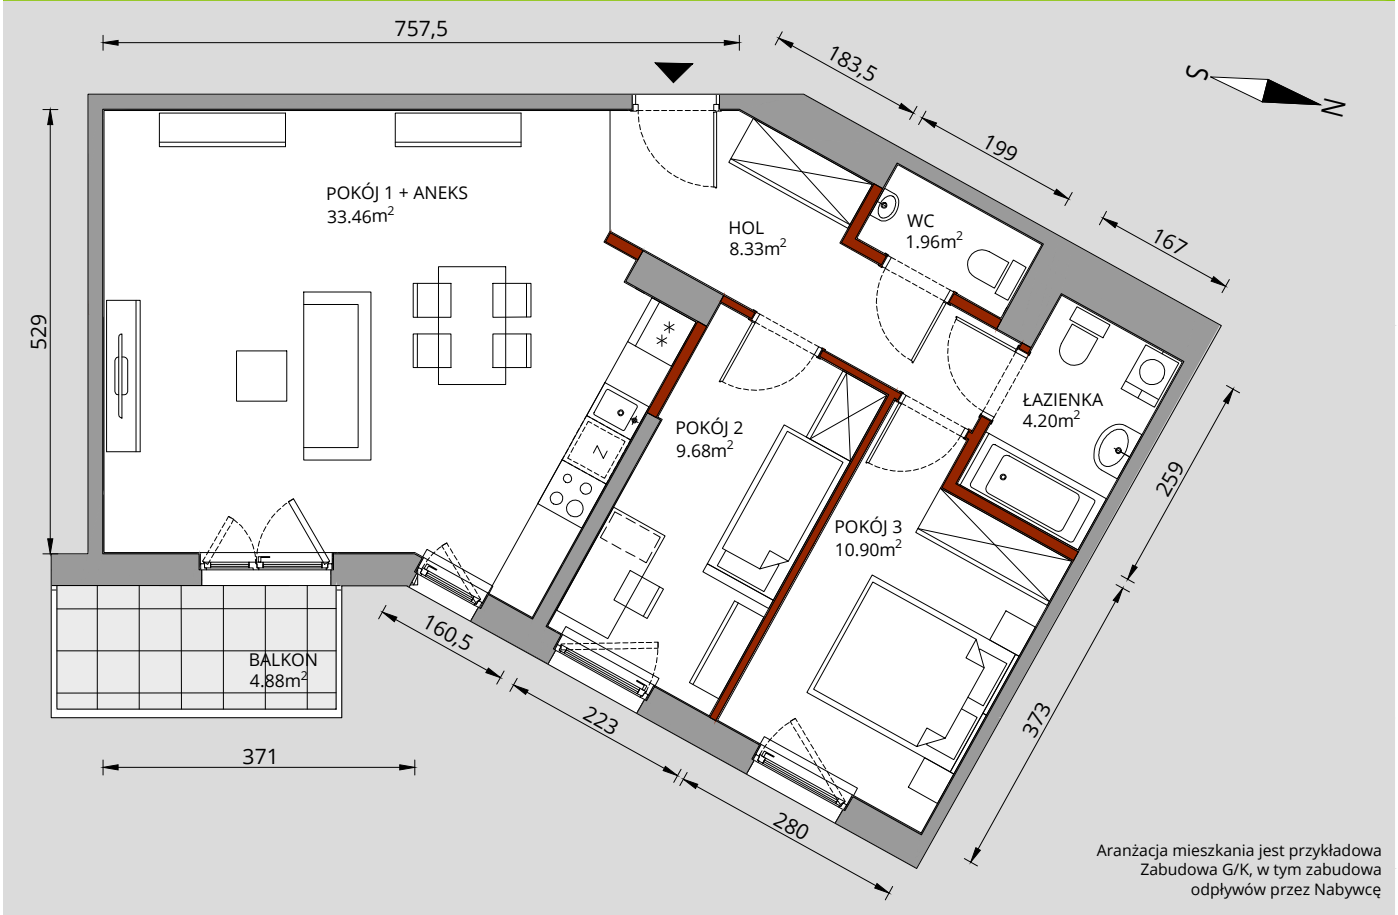 757,5
183,5
199
167
S
N
529
POKÓJ 1 + ANEKS
33.46m²
HOL
8.33m²
WC
1.96m²
ŁAZIENKA
4.20m²
259
POKÓJ 2
9.68m²
Z
POKÓJ 3
10.90m²
BALKON
4.88m²
160,5
223
373
371
280
Aranżacja mieszkania jest przykładowa
Zabudowa G/K, w tym zabudowa
odpływów przez Nabywcę